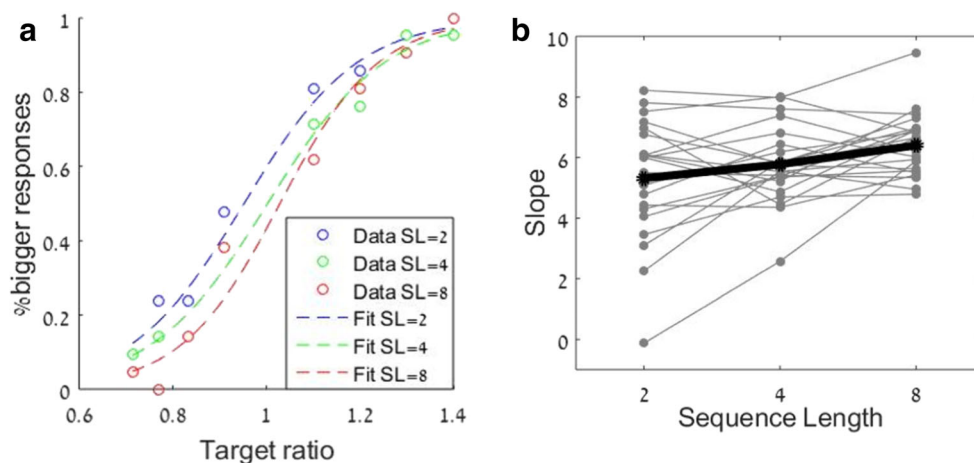 a
1
0.8
0.6
0.4
0.2
0
%bigger responses
0.6
0.8
1
1.2
1.4
Target ratio
Data SL=2
Data SL=4
Data SL=8
Fit SL=2
Fit SL=4
Fit SL=8
b
10
8
6
4
2
0
Slope
2
4
8
Sequence Length